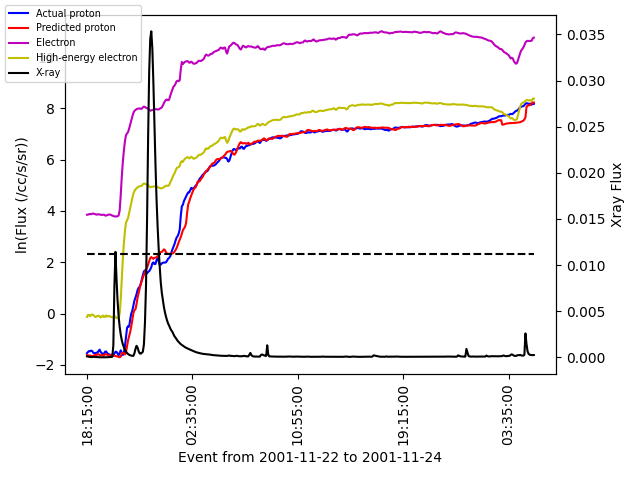 Actual proton
Predicted proton
Electron
High-energy electron
X-ray
8
6
4
2
0
−2
ln(Flux (/cc/s/sr))
0.035
0.030
0.025
0.020
0.015
0.010
0.005
0.000
Xray Flux
18:15:00
02:35:00
10:55:00
19:15:00
03:35:00
Event from 2001-11-22 to 2001-11-24